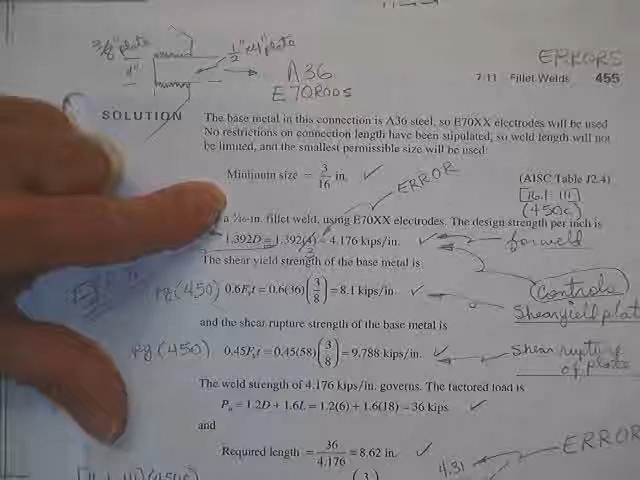 3/8" plate
1/2" x 4" plate
4"
A36
E70RODS
ERRORS
7-11 Fillet Welds 455
SOLUTION
The base metal in this connection is A36 steel, so E70XX electrodes will be used
No restrictions on connection length have been stipulated, so weld length will not
be limited, and the smallest permissible size will be used:
Minimum size = 3/16 in.
(AISC Table J2.4)
[16.1: 111]
(450c)
ERROR
a 3/16-in. fillet weld, using E70XX electrodes. The design strength per inch is
1.392D = 1.392(4) = 4.176 kips/in.
for weld
The shear yield strength of the base metal is
Controls
pg (450) 0.6Fyt = 0.6(36)(3/8) = 8.1 kips/in.
Shear yield plate
and the shear rupture strength of the base metal is
pg (450) 0.45Fut = 0.45(58)(3/8) = 9.788 kips/in.
Shear rupture
of plate
The weld strength of 4.176 kips/in. governs. The factored load is
Pu = 1.2D + 1.6L = 1.2(6) + 1.6(18) = 36 kips
and
Required length = 36/4.176 = 8.62 in.
ERROR
4.31